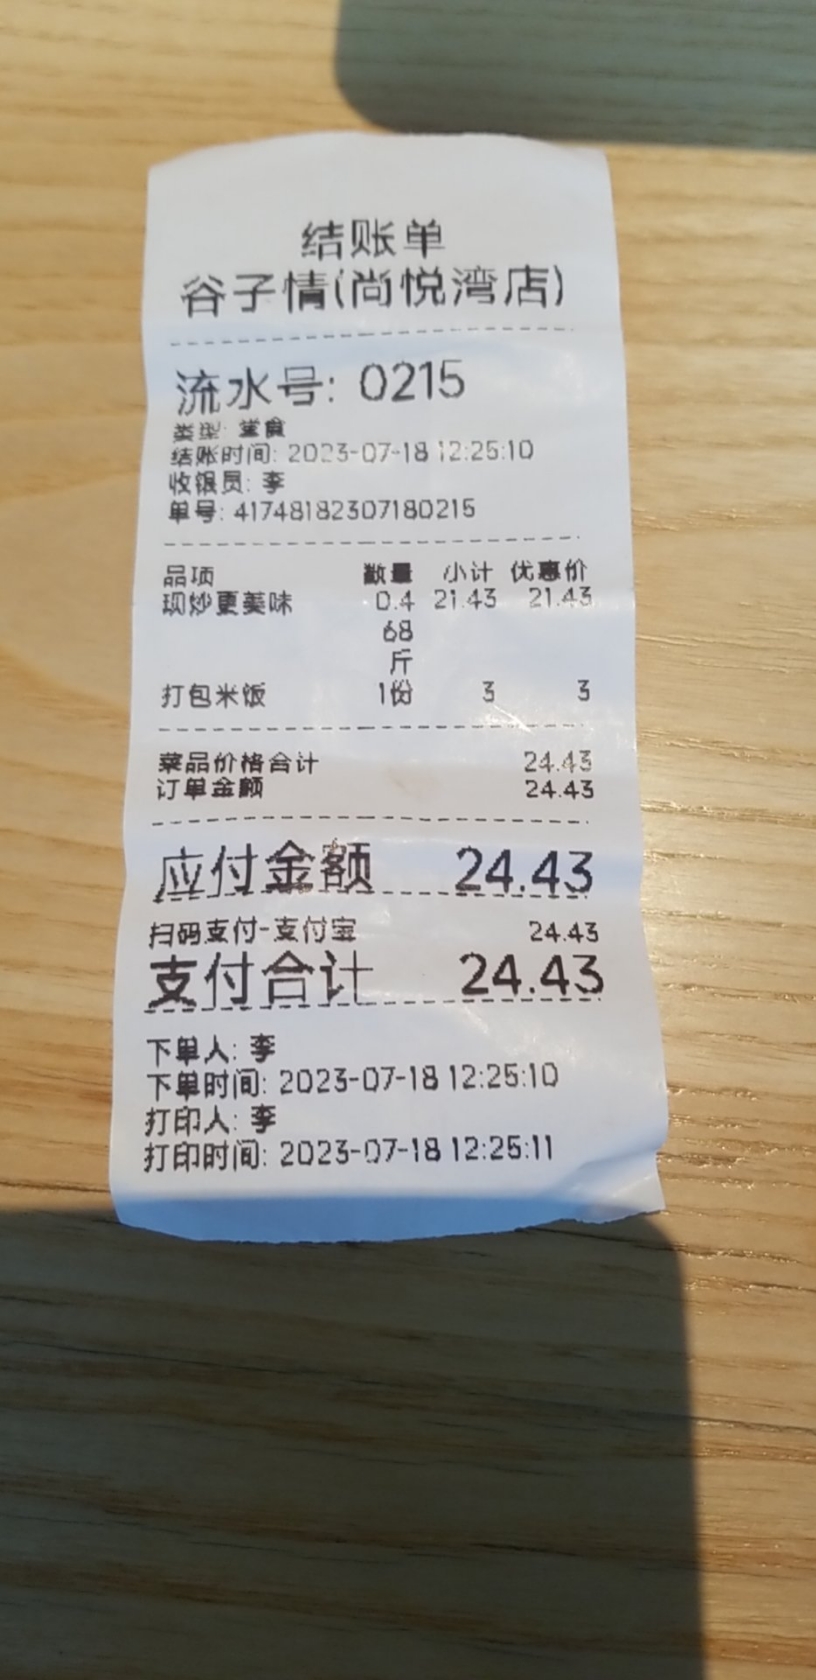 结账单
谷子情(尚悦湾店)
流水号: 0215
类型: 堂食
结账时间: 2023-07-18 12:25:10
收银员: 李
单号: 41748182307180215
品项 数量 小计 优惠价
现炒更美味 0.4 21.43 21.43
68
斤
打包米饭 1份 3 3
菜品价格合计 24.43
订单金额 24.43
应付金额 24.43
扫码支付-支付宝 24.43
支付合计 24.43
下单人: 李
下单时间: 2023-07-18 12:25:10
打印人: 李
打印时间: 2023-07-18 12:25:11